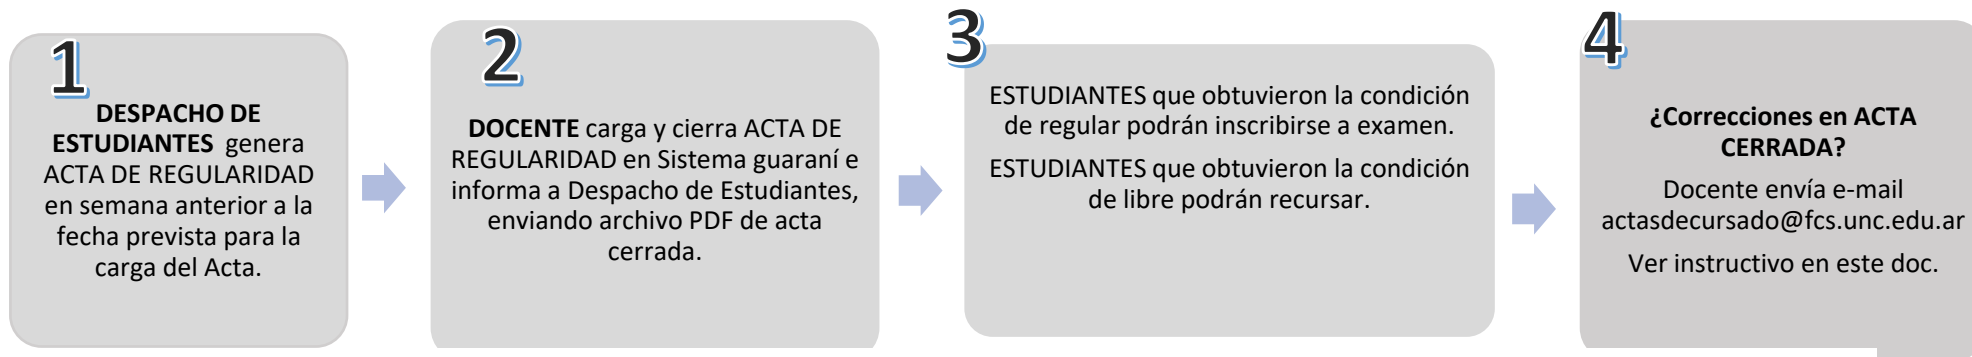 1
DESPACHO DE
ESTUDIANTES genera
ACTA DE REGULARIDAD
en semana anterior a la
fecha prevista para la
carga del Acta.
2
DOCENTE carga y cierra ACTA DE
REGULARIDAD en Sistema guaraní e
informa a Despacho de Estudiantes,
enviando archivo PDF de acta
cerrada.
3
ESTUDIANTES que obtuvieron la condición
de regular podrán inscribirse a examen.
ESTUDIANTES que obtuvieron la condición
de libre podrán recursar.
4
¿Correcciones en ACTA
CERRADA?
Docente envía e-mail
actasdecursado@fcs.unc.edu.ar
Ver instructivo en este doc.